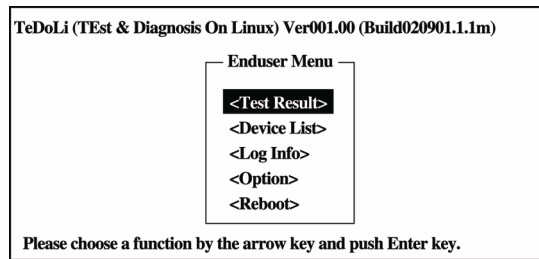 TeDoLi (TEst & Diagnosis On Linux) Ver001.00 (Build020901.1.1m)
Enduser Menu
<Test Result>
<Device List>
<Log Info>
<Option>
<Reboot>
Please choose a function by the arrow key and push Enter key.